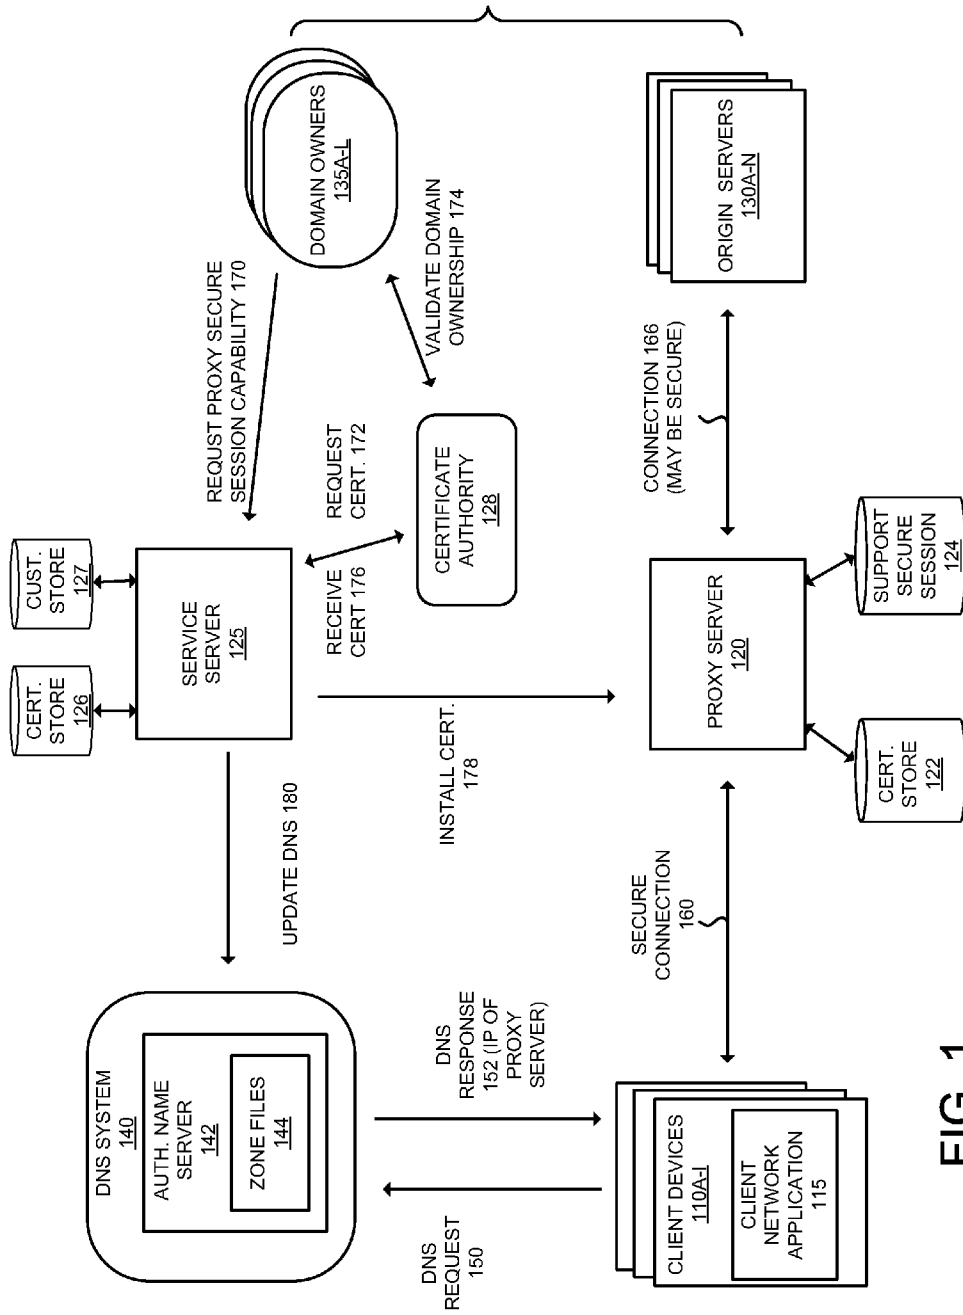 DNS SYSTEM
140
AUTH. NAME
SERVER
142
ZONE FILES
144
UPDATE DNS 180
CERT.
STORE
126
CUST.
STORE
127
SERVICE
SERVER
125
REQUST PROXY SECURE
SESSION CAPABILITY 170
DOMAIN OWNERS
135A-L
RECEIVE
CERT 176
REQUEST
CERT. 172
VALIDATE DOMAIN
OWNERSHIP 174
CERTIFICATE
AUTHORITY
128
INSTALL CERT.
178
DNS
REQUEST
150
DNS
RESPONSE
152 (IP OF
PROXY
SERVER)
SECURE
CONNECTION
160
CONNECTION 166
(MAY BE SECURE)
CLIENT DEVICES
110A-I
CLIENT
NETWORK
APPLICATION
115
PROXY SERVER
120
ORIGIN SERVERS
130A-N
CERT.
STORE
122
SUPPORT
SECURE
SESSION
124
FIG. 1